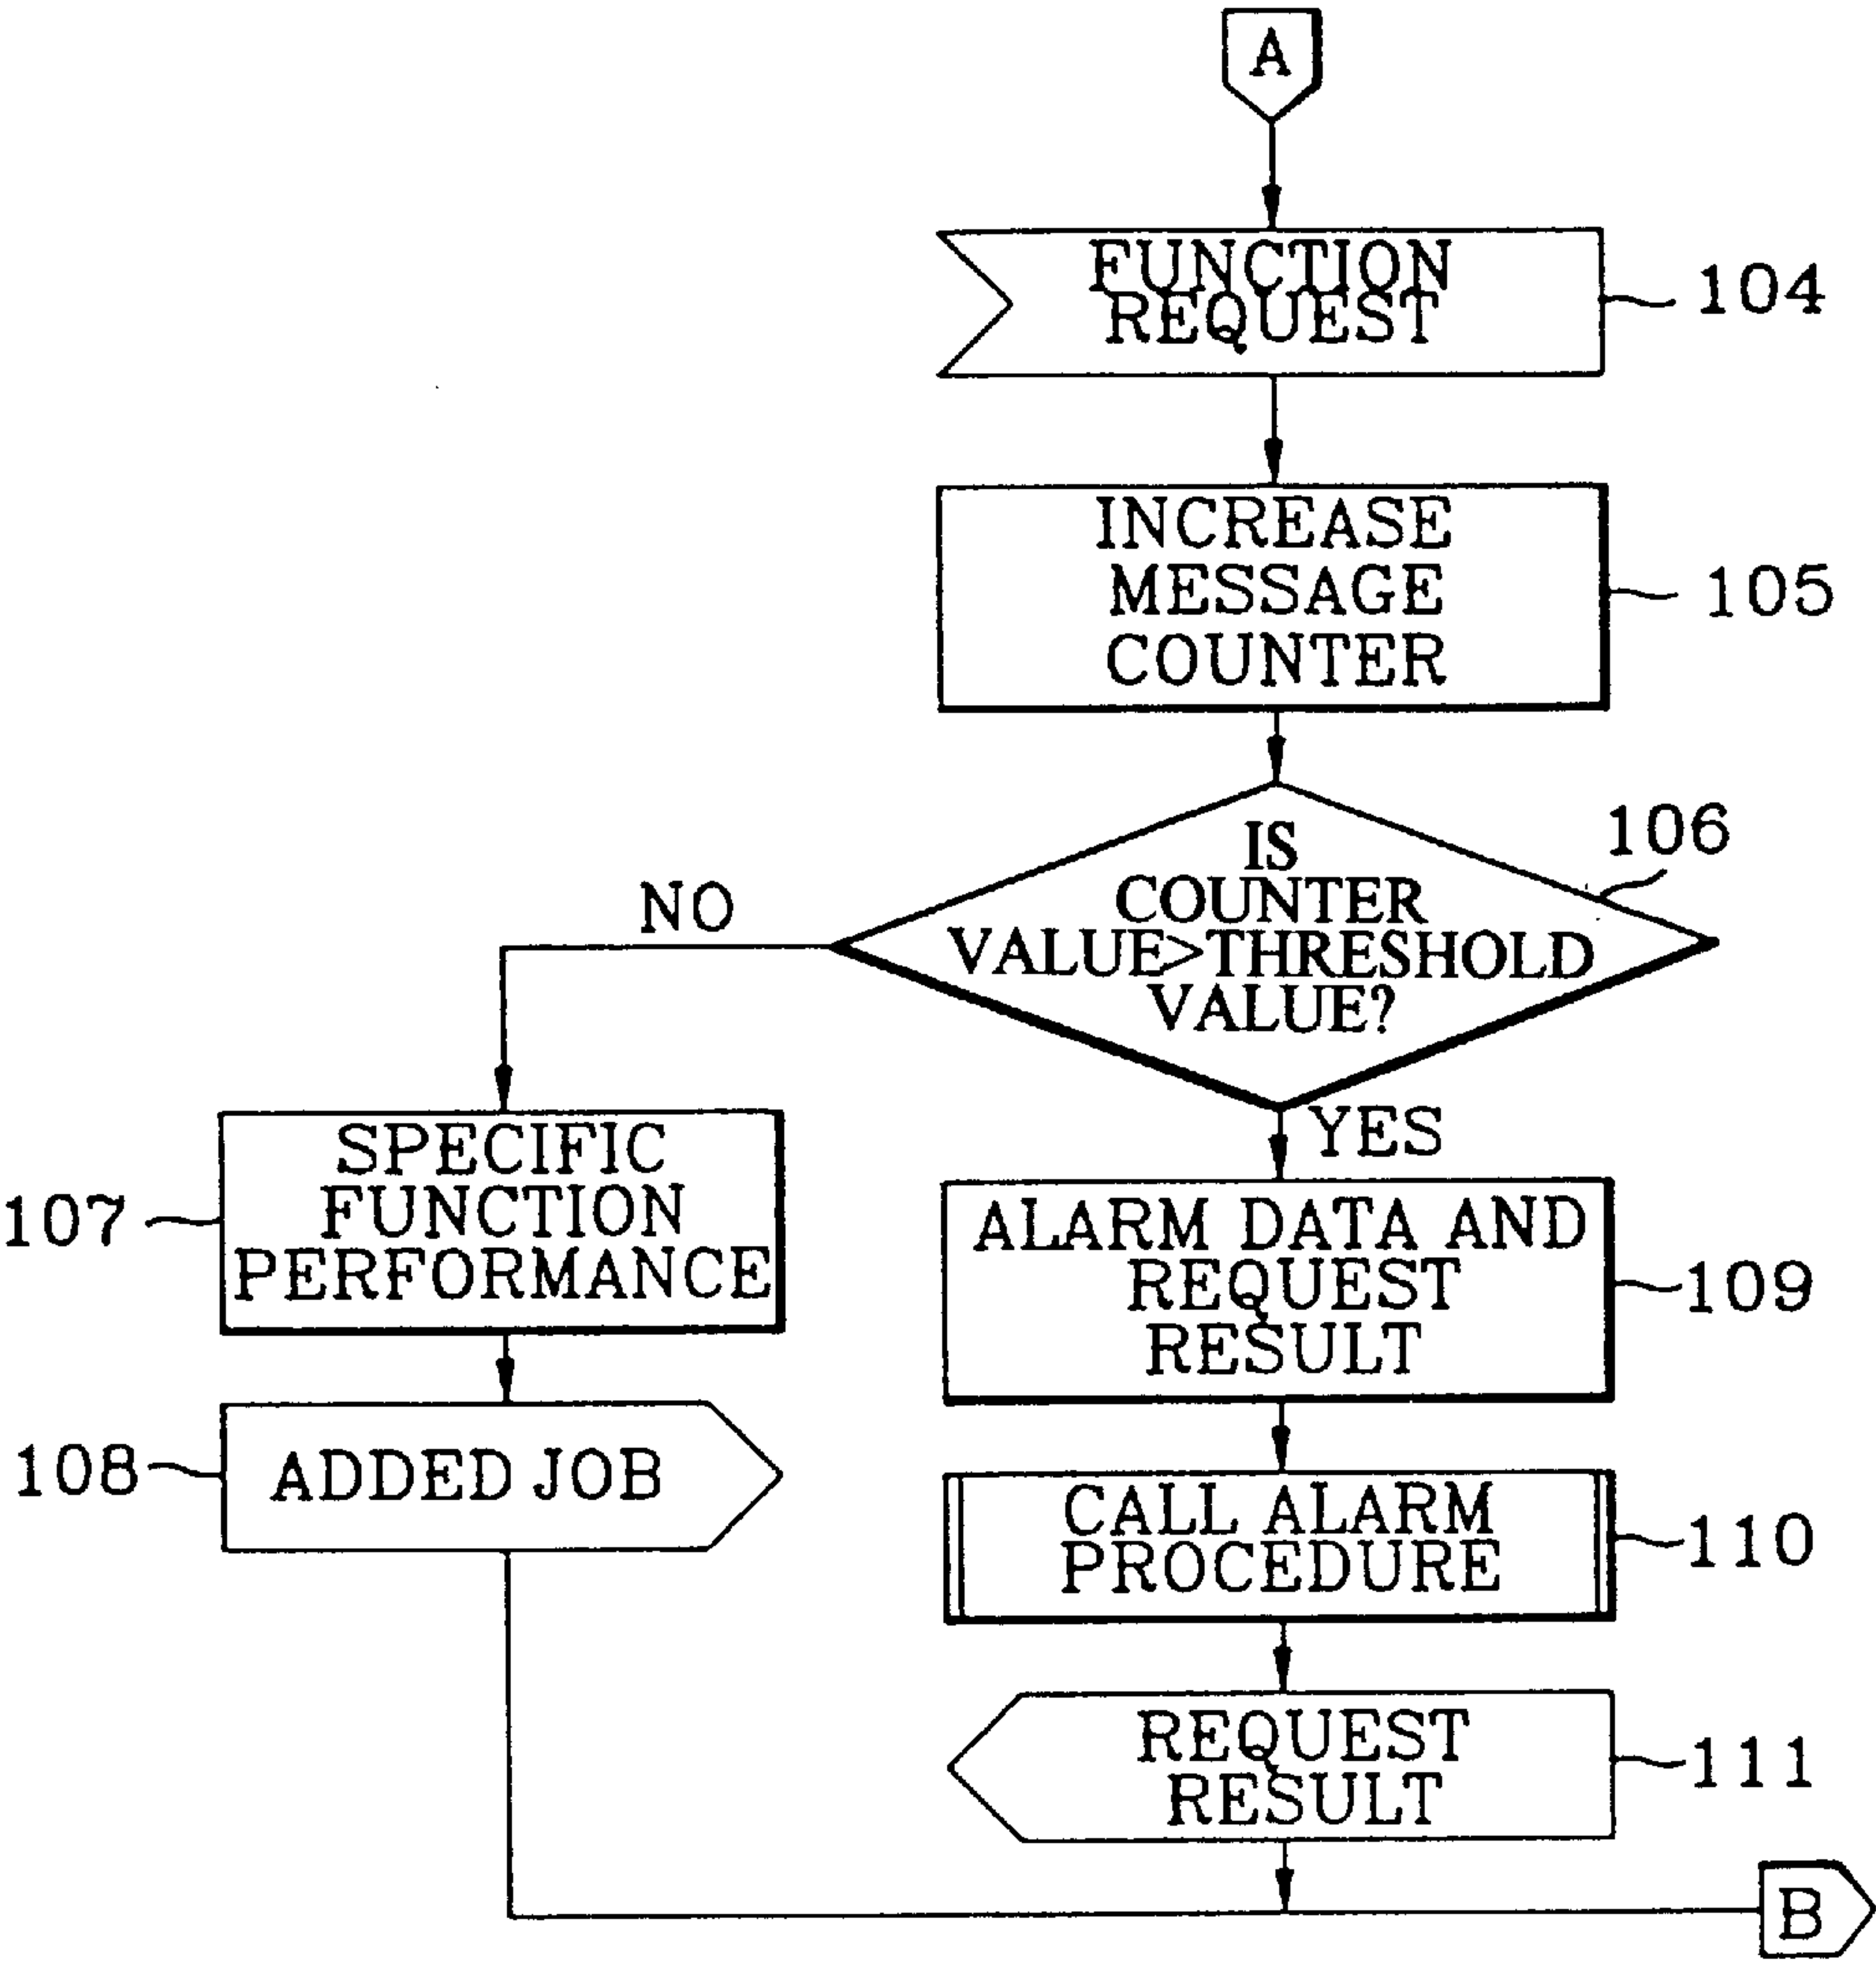 A
FUNCTION
REQUEST
104
INCREASE
MESSAGE
COUNTER
105
IS
COUNTER
VALUE>THRESHOLD
VALUE?
106
NO
YES
SPECIFIC
FUNCTION
PERFORMANCE
107
ALARM DATA AND
REQUEST
RESULT
109
ADDED JOB
108
CALL ALARM
PROCEDURE
110
REQUEST
RESULT
111
B